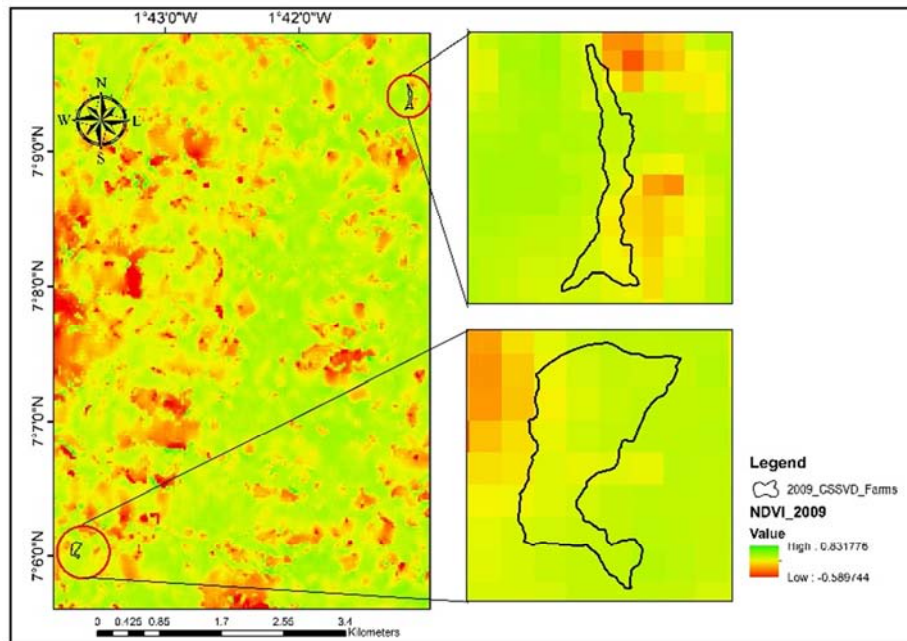 1°43'0"W 1°42'0"W
N
W E
S
7°9'0"N
7°8'0"N
7°7'0"N
7°6'0"N
0 0.425 0.85 1.7 2.55 3.4
Kilometers
Legend
2009_CSSVD_Farms
NDVI_2009
Value
High : 0.831776
Low : -0.589744